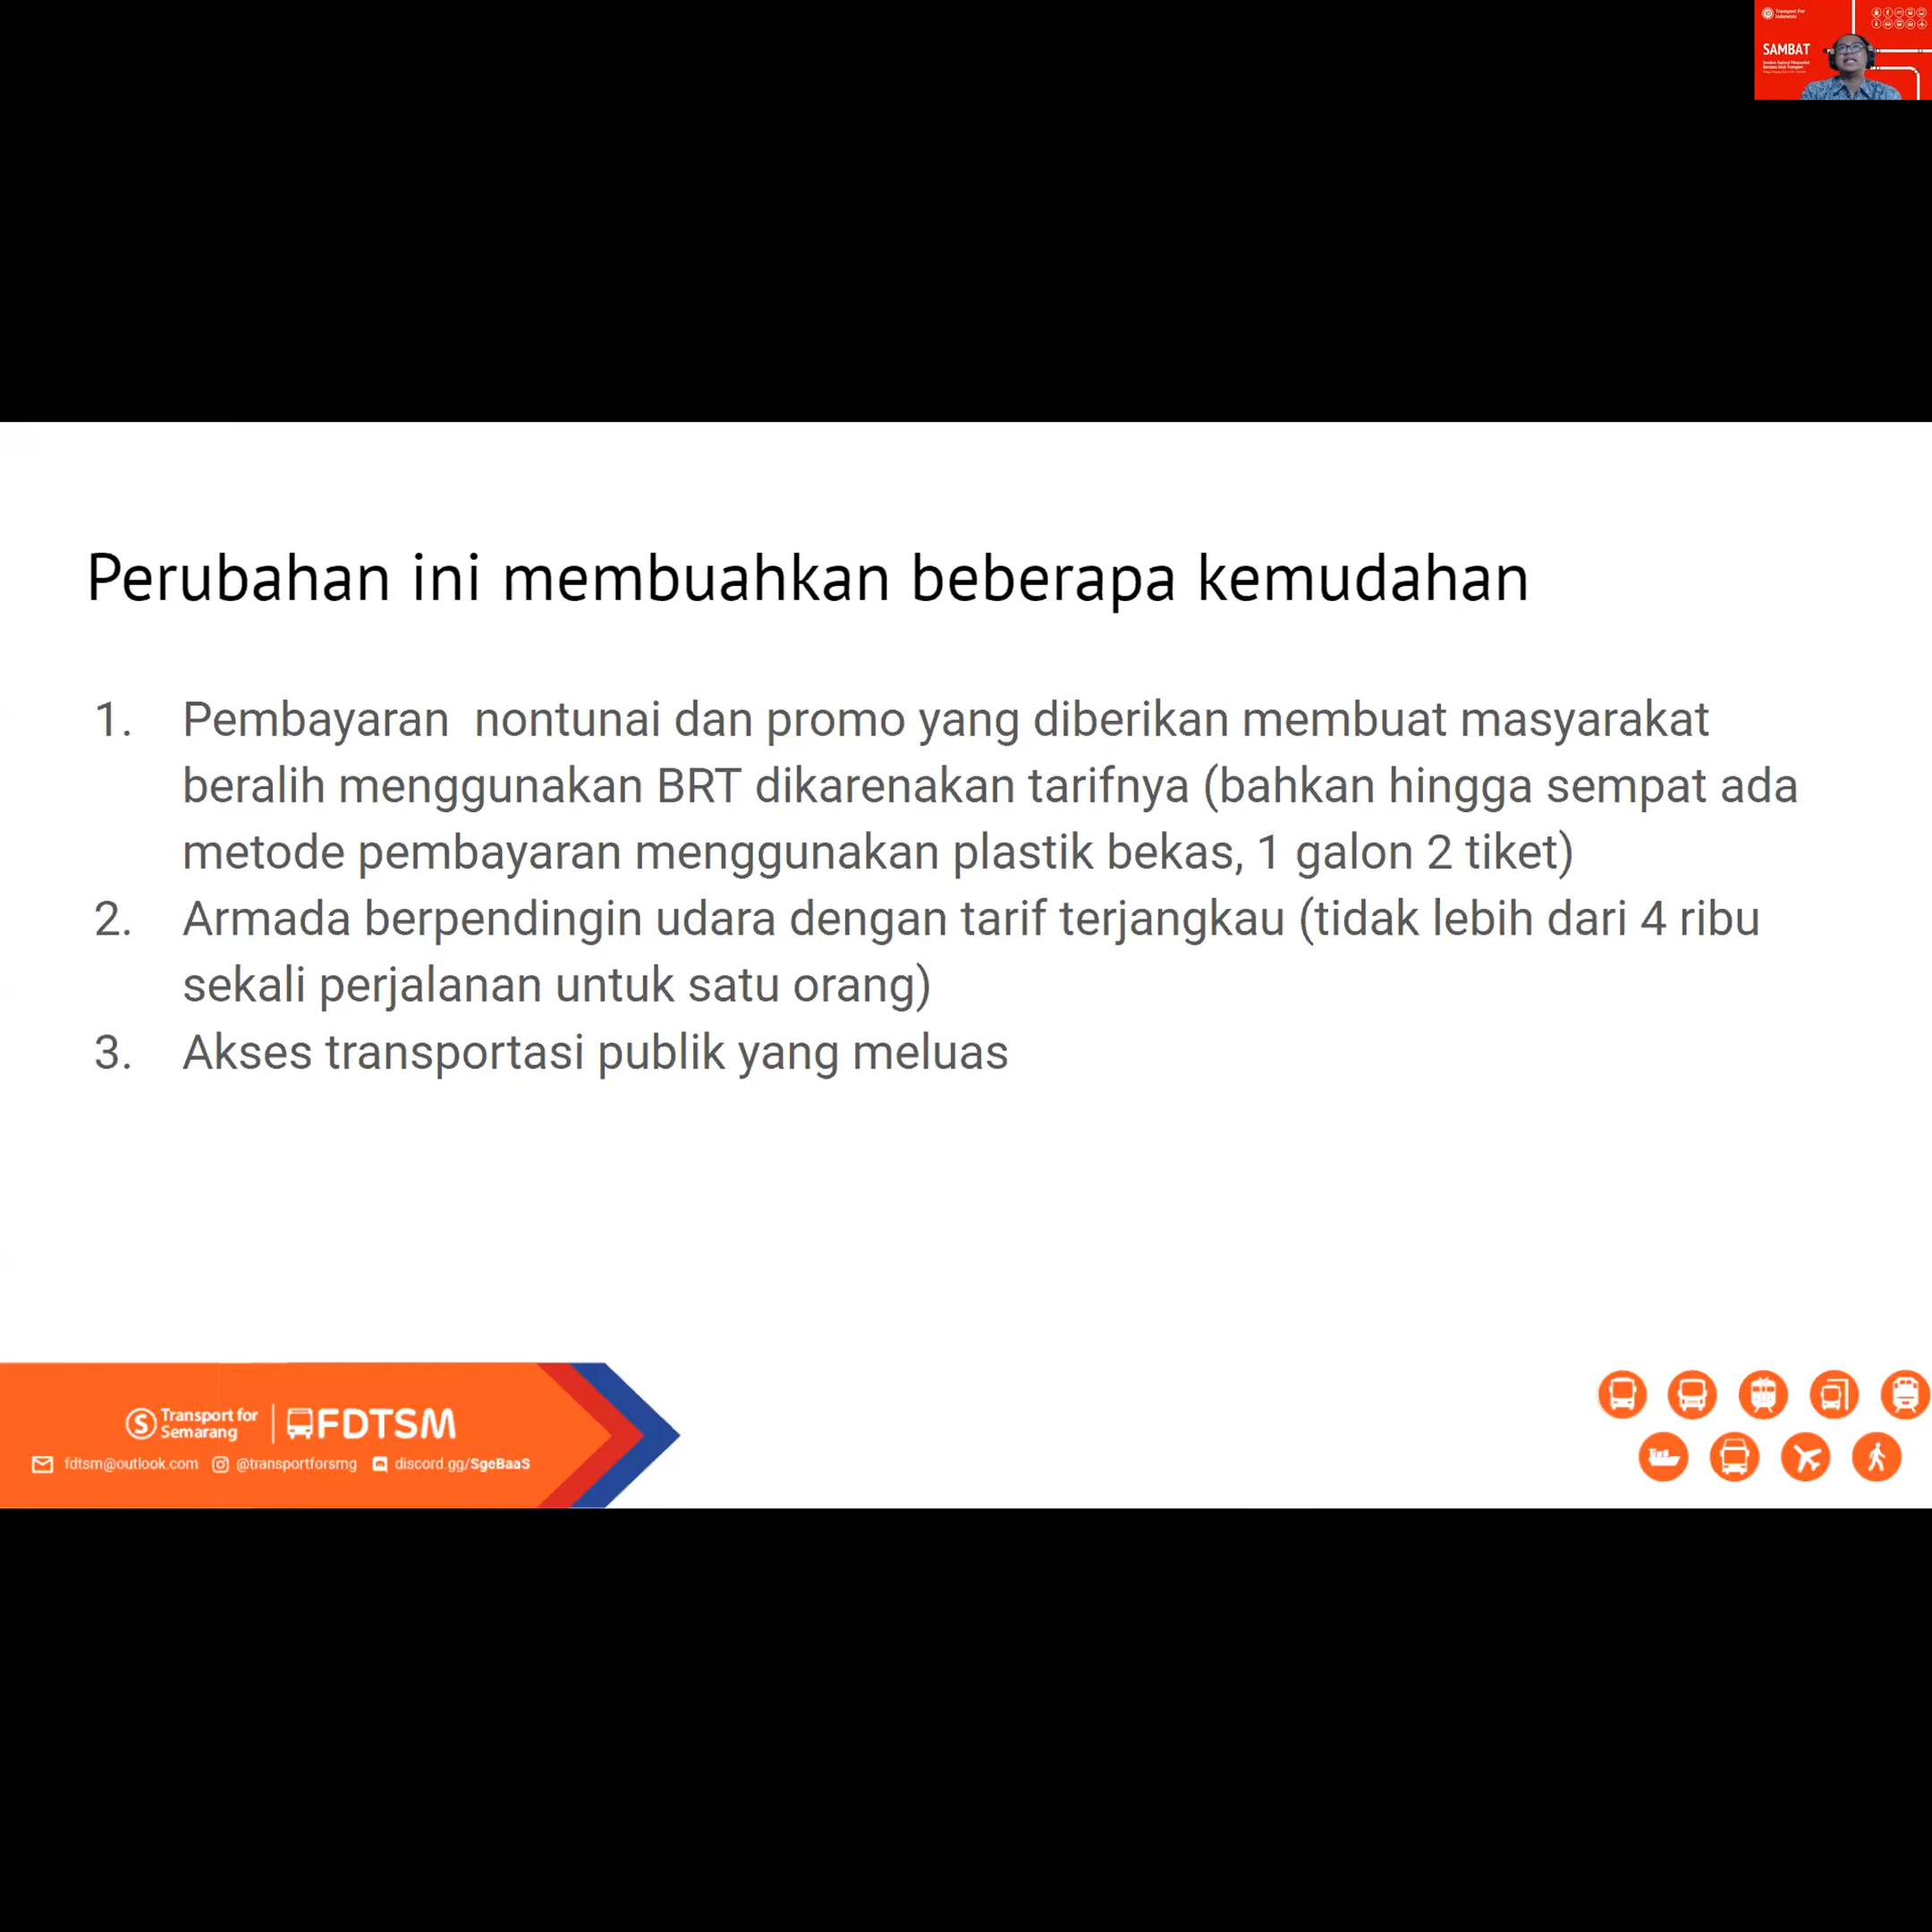 Transport For
Indonesia
SAMBAT
Perubahan ini membuahkan beberapa kemudahan
1. Pembayaran nontunai dan promo yang diberikan membuat masyarakat
beralih menggunakan BRT dikarenakan tarifnya (bahkan hingga sempat ada
metode pembayaran menggunakan plastik bekas, 1 galon 2 tiket)
2. Armada berpendingin udara dengan tarif terjangkau (tidak lebih dari 4 ribu
sekali perjalanan untuk satu orang)
3. Akses transportasi publik yang meluas
S Transport for
Semarang
FDTSM
fdtsm@outlook.com @transportforsmg discord.gg/SgeBaaS